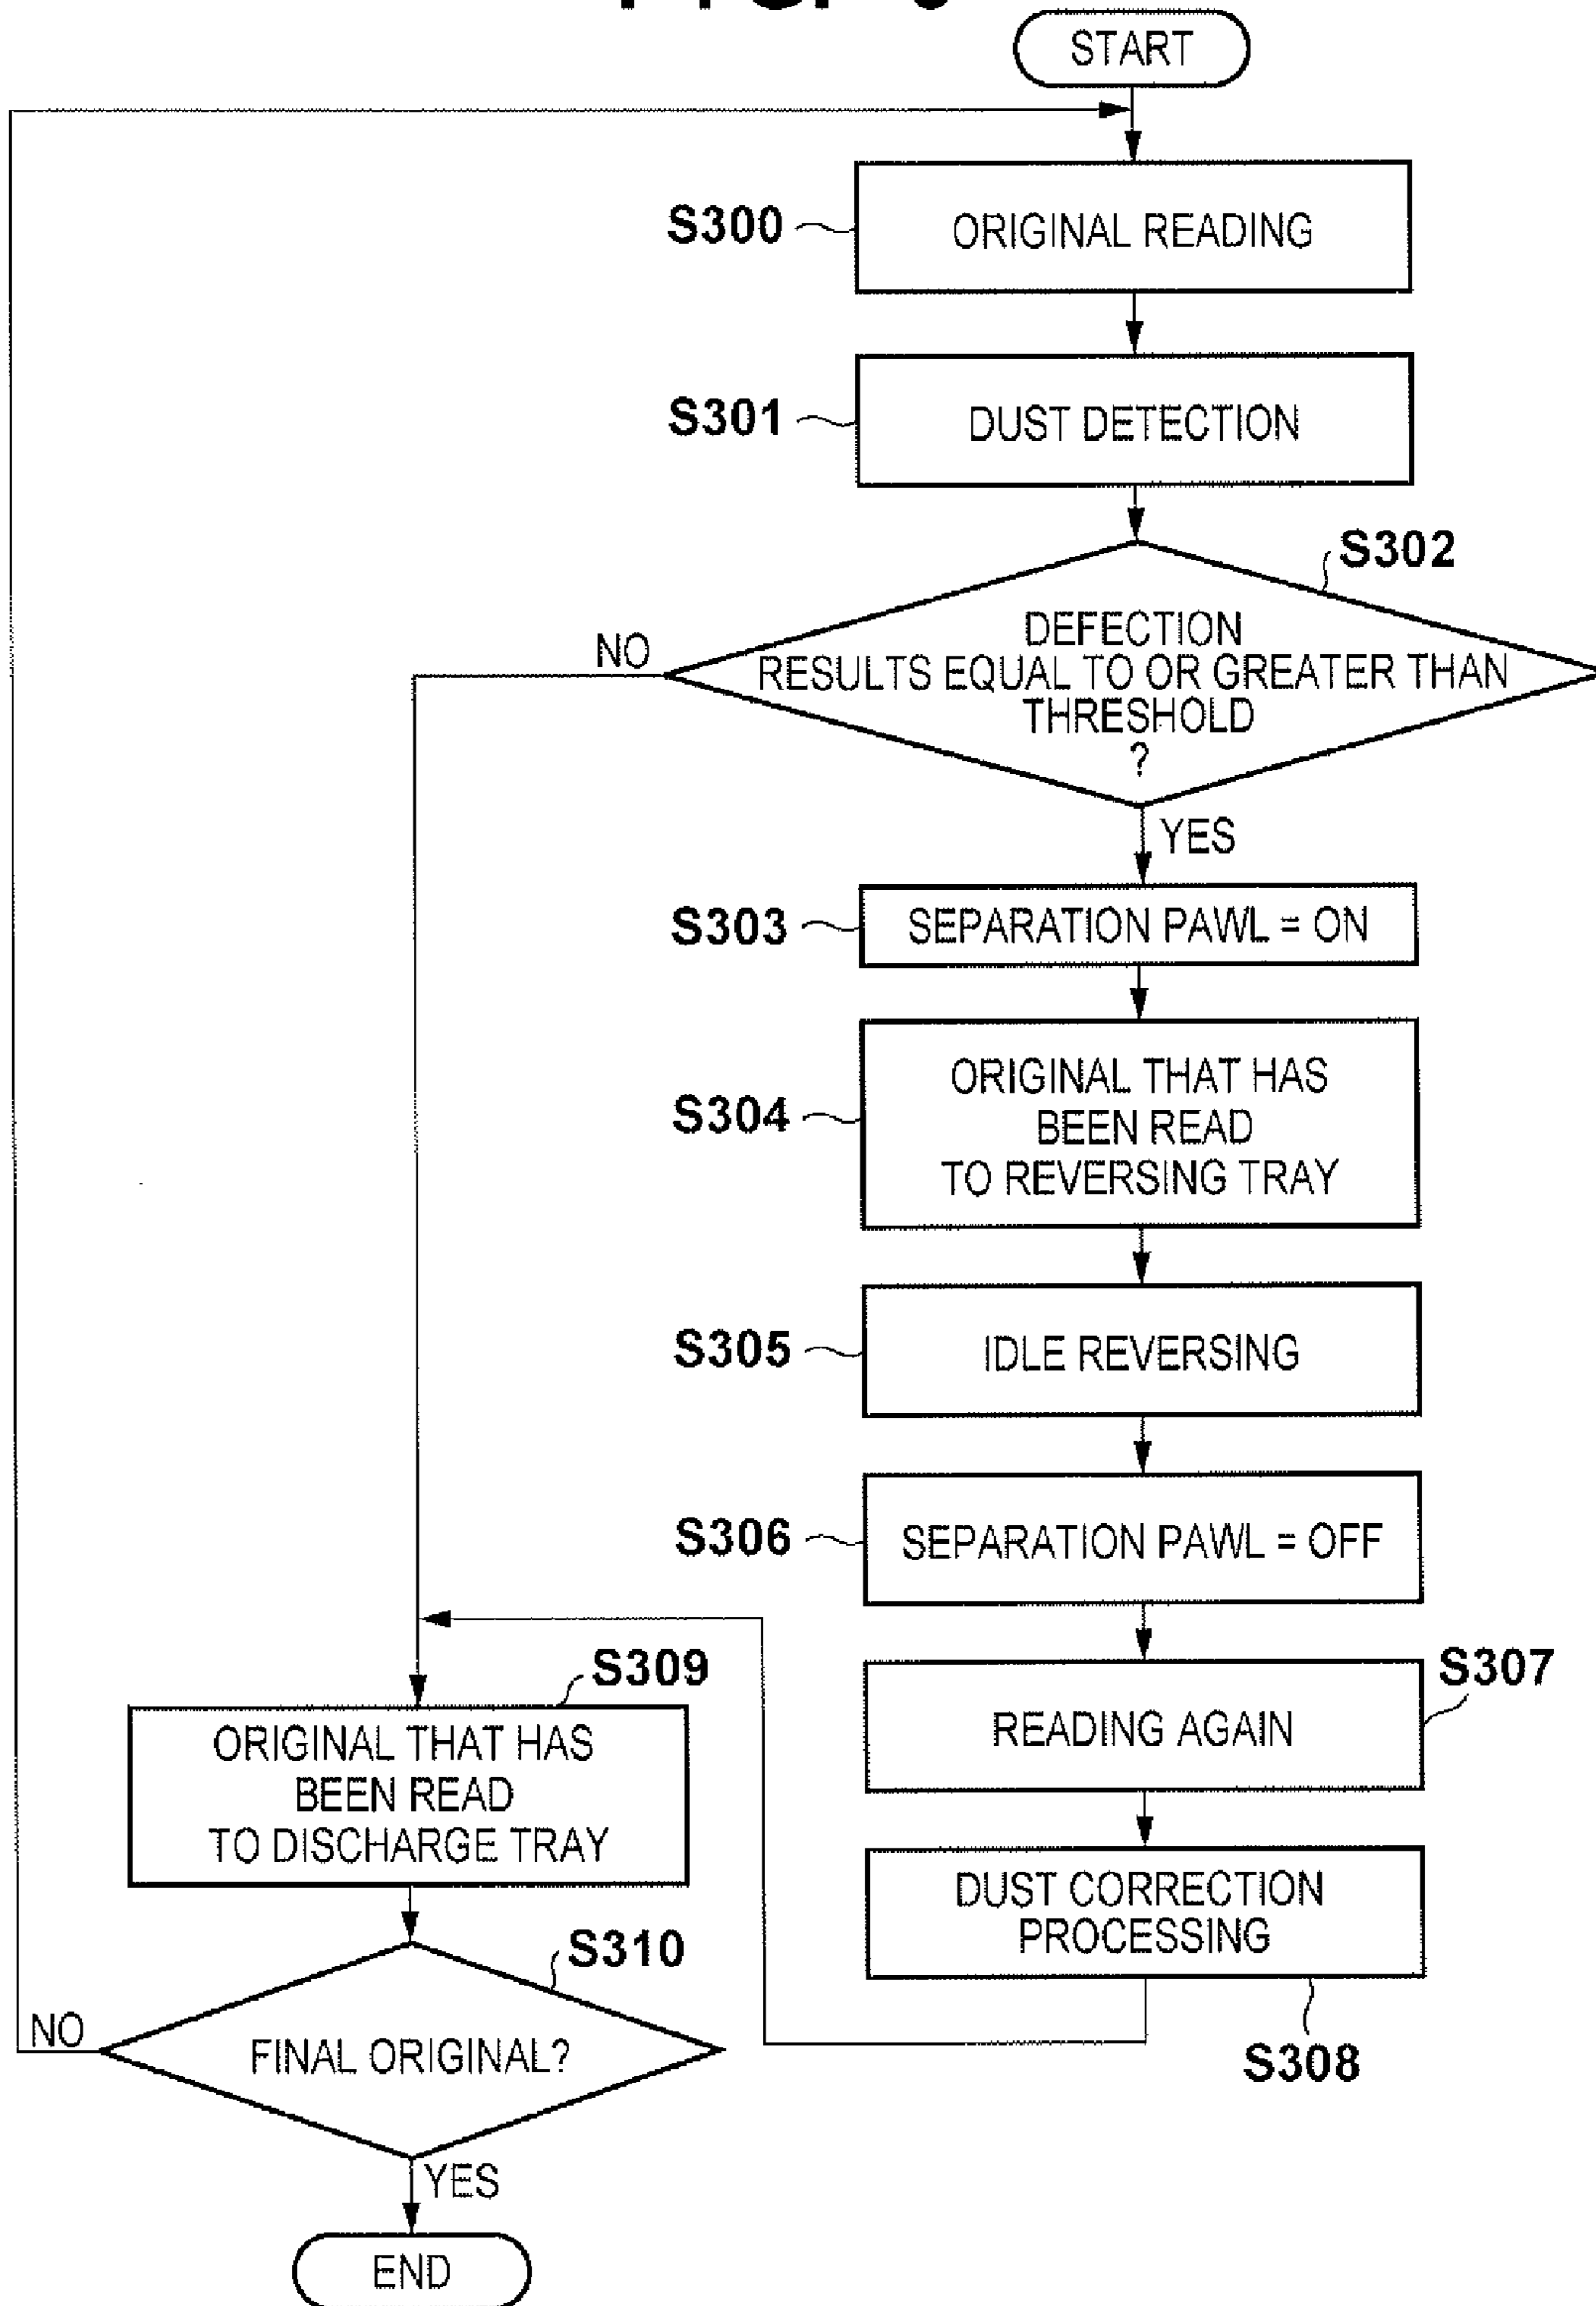 START
S300
ORIGINAL READING
S301
DUST DETECTION
S302
DEFECTION
RESULTS EQUAL TO OR GREATER THAN
THRESHOLD
?
NO
YES
S303
SEPARATION PAWL = ON
S304
ORIGINAL THAT HAS
BEEN READ
TO REVERSING TRAY
S305
IDLE REVERSING
S306
SEPARATION PAWL = OFF
S307
READING AGAIN
S308
DUST CORRECTION
PROCESSING
S309
ORIGINAL THAT HAS
BEEN READ
TO DISCHARGE TRAY
S310
FINAL ORIGINAL?
NO
YES
END